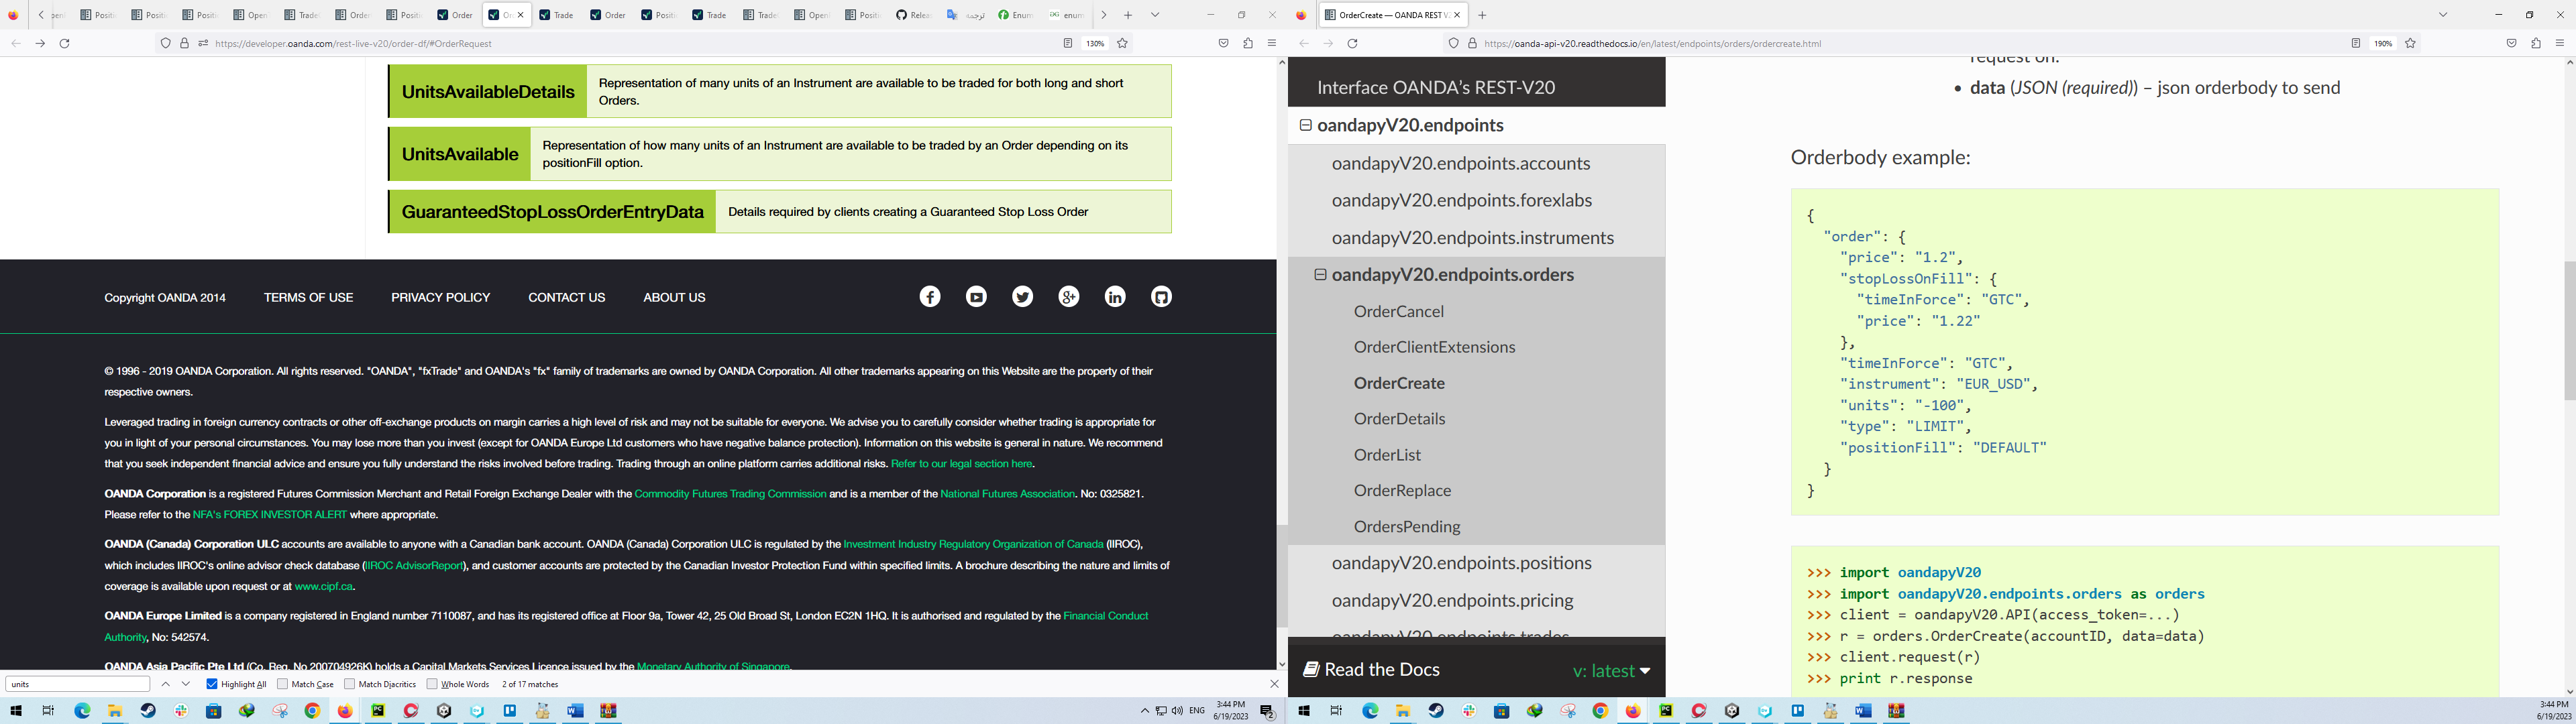 Positi
Positi
Positi
Open
Trade
Order
Positi
Order
Trade
Order
Positi
Trade
Trade
Open
Positi
Releas
ترجمه
Enum
enum
https://developer.oanda.com/rest-live-v20/order-df/#OrderRequest
130%
UnitsAvailableDetails
Representation of many units of an Instrument are available to be traded for both long and short
Orders.
UnitsAvailable
Representation of how many units of an Instrument are available to be traded by an Order depending on its
positionFill option.
GuaranteedStopLossOrderEntryData
Details required by clients creating a Guaranteed Stop Loss Order
Copyright OANDA 2014
TERMS OF USE
PRIVACY POLICY
CONTACT US
ABOUT US
© 1996 - 2019 OANDA Corporation. All rights reserved. "OANDA", "fxTrade" and OANDA's "fx" family of trademarks are owned by OANDA Corporation. All other trademarks appearing on this Website are the property of their
respective owners.
Leveraged trading in foreign currency contracts or other off-exchange products on margin carries a high level of risk and may not be suitable for everyone. We advise you to carefully consider whether trading is appropriate for
you in light of your personal circumstances. You may lose more than you invest (except for OANDA Europe Ltd customers who have negative balance protection). Information on this website is general in nature. We recommend
that you seek independent financial advice and ensure you fully understand the risks involved before trading. Trading through an online platform carries additional risks. Refer to our legal section here.
OANDA Corporation is a registered Futures Commission Merchant and Retail Foreign Exchange Dealer with the Commodity Futures Trading Commission and is a member of the National Futures Association. No: 0325821.
Please refer to the NFA's FOREX INVESTOR ALERT where appropriate.
OANDA (Canada) Corporation ULC accounts are available to anyone with a Canadian bank account. OANDA (Canada) Corporation ULC is regulated by the Investment Industry Regulatory Organization of Canada (IIROC),
which includes IIROC's online advisor check database (IIROC AdvisorReport), and customer accounts are protected by the Canadian Investor Protection Fund within specified limits. A brochure describing the nature and limits of
coverage is available upon request or at www.cipf.ca.
OANDA Europe Limited is a company registered in England number 7110087, and has its registered office at Floor 9a, Tower 42, 25 Old Broad St, London EC2N 1HQ. It is authorised and regulated by the Financial Conduct
Authority, No: 542574.
OANDA Asia Pacific Pte Ltd (Co. Reg. No 200704926K) holds a Capital Markets Services Licence issued by the Monetary Authority of Singapore.
units
Highlight All
Match Case
Match Diacritics
Whole Words
2 of 17 matches
ENG
3:44 PM
6/19/2023
2
OrderCreate — OANDA REST V
https://oanda-api-v20.readthedocs.io/en/latest/endpoints/orders/ordercreate.html
190%
Interface OANDA's REST-V20
oandapyV20.endpoints
oandapyV20.endpoints.accounts
oandapyV20.endpoints.forexlabs
oandapyV20.endpoints.instruments
oandapyV20.endpoints.orders
OrderCancel
OrderClientExtensions
OrderCreate
OrderDetails
OrderList
OrderReplace
OrdersPending
oandapyV20.endpoints.positions
oandapyV20.endpoints.pricing
oandapyV20.endpoints.trades
Read the Docs
v: latest
request on.
• data (JSON (required)) – json orderbody to send
Orderbody example:
{
"order": {
"price": "1.2",
"stopLossOnFill": {
"timeInForce": "GTC",
"price": "1.22"
},
"timeInForce": "GTC",
"instrument": "EUR_USD",
"units": "-100",
"type": "LIMIT",
"positionFill": "DEFAULT"
}
}
>>> import oandapyV20
>>> import oandapyV20.endpoints.orders as orders
>>> client = oandapyV20.API(access_token=...)
>>> r = orders.OrderCreate(accountID, data=data)
>>> client.request(r)
>>> print r.response
3:44 PM
6/19/2023